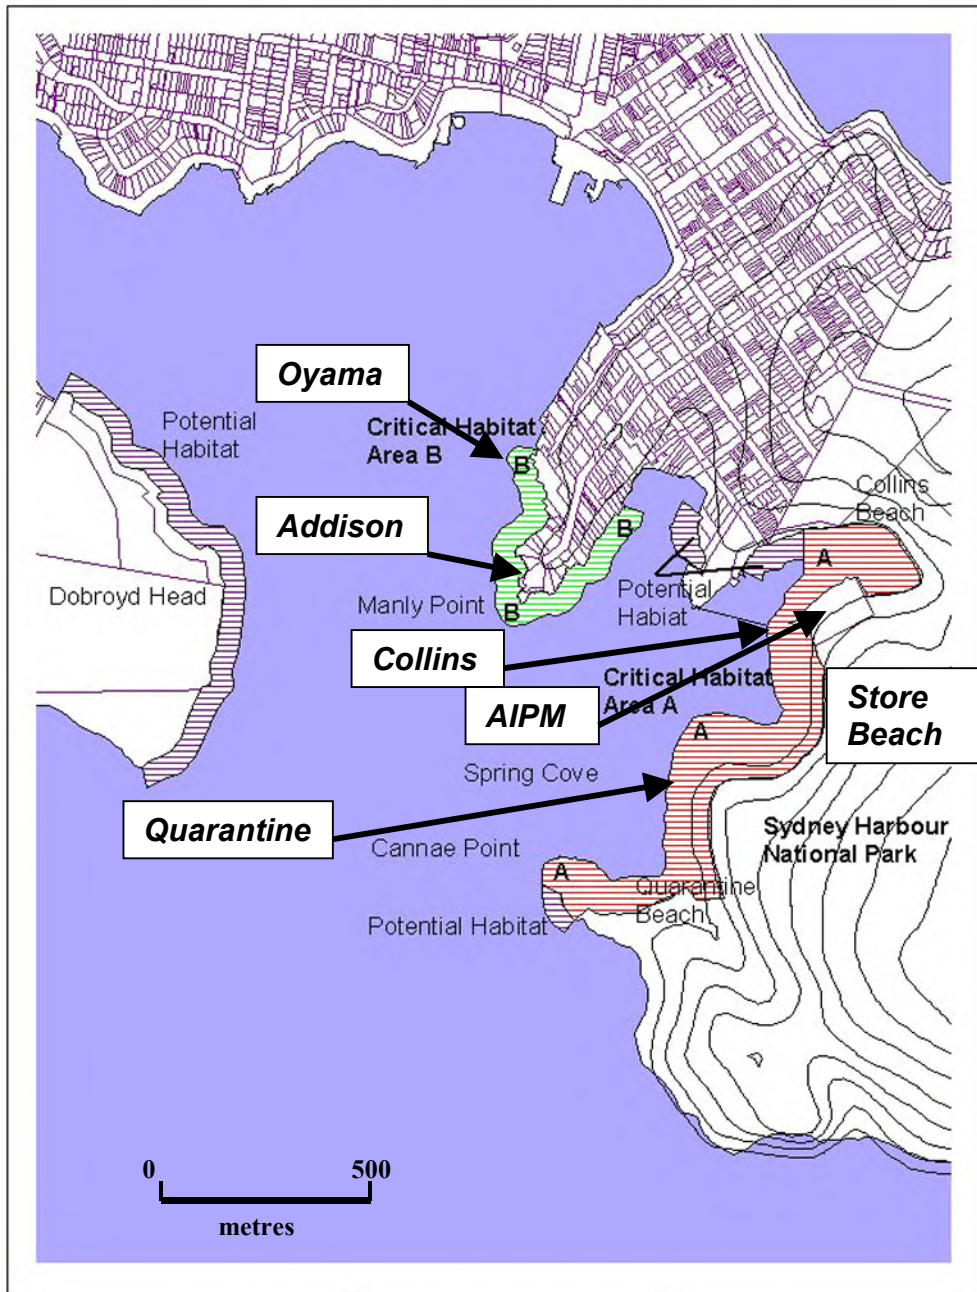 Oyama
Potential
Habitat
Critical Habitat
Area B
B
Collins
Beach
Addison
B
A
Dobroyd Head
Manly Point
B
Potential
Habiat
Collins
Critical Habitat
Area A
AIPM
A
Store
Beach
Spring Cove
Quarantine
Sydney Harbour
National Park
Cannae Point
A
Quarantine
Beach
Potential Habitat
0 500
metres